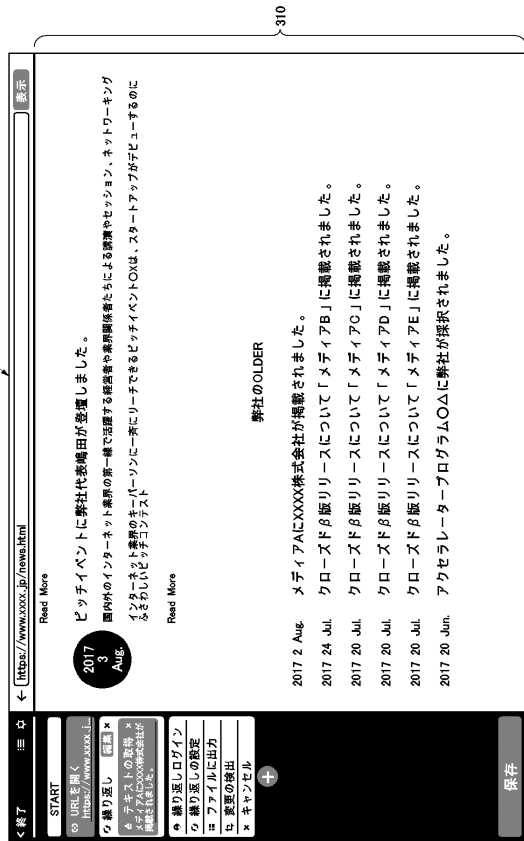 <終了
← https://www.xxxx.jp/news.html
表示
START
URLを開く
https://www.xxxx.j...
繰り返し 編集 ×
テキストの取得 ×
メディアAにXXXX株式会社が
掲載されました。
繰り返しログイン
繰り返しの設定
ファイルに出力
変更の検出
× キャンセル
+
保存
Read More
2017
3
Aug.
ピッチイベントに弊社代表嶋田が登壇しました。
国内外のインターネット業界の第一線で活躍する経営者や業界関係者たちによる講演やセッション、ネットワーキング
インターネット業界のキーパーソンに一斉にリーチできるピッチイベント〇Xは、スタートアップがデビューするのに
ふさわしいピッチコンテスト
Read More
弊社のOLDER
2017 2 Aug. メディアAにXXXX株式会社が掲載されました。
2017 24 Jul. クローズドβ版リリースについて「メディアB」に掲載されました。
2017 20 Jul. クローズドβ版リリースについて「メディアC」に掲載されました。
2017 20 Jul. クローズドβ版リリースについて「メディアD」に掲載されました。
2017 20 Jul. クローズドβ版リリースについて「メディアE」に掲載されました。
2017 20 Jun. アクセラレータープログラム〇△に弊社が採択されました。
310